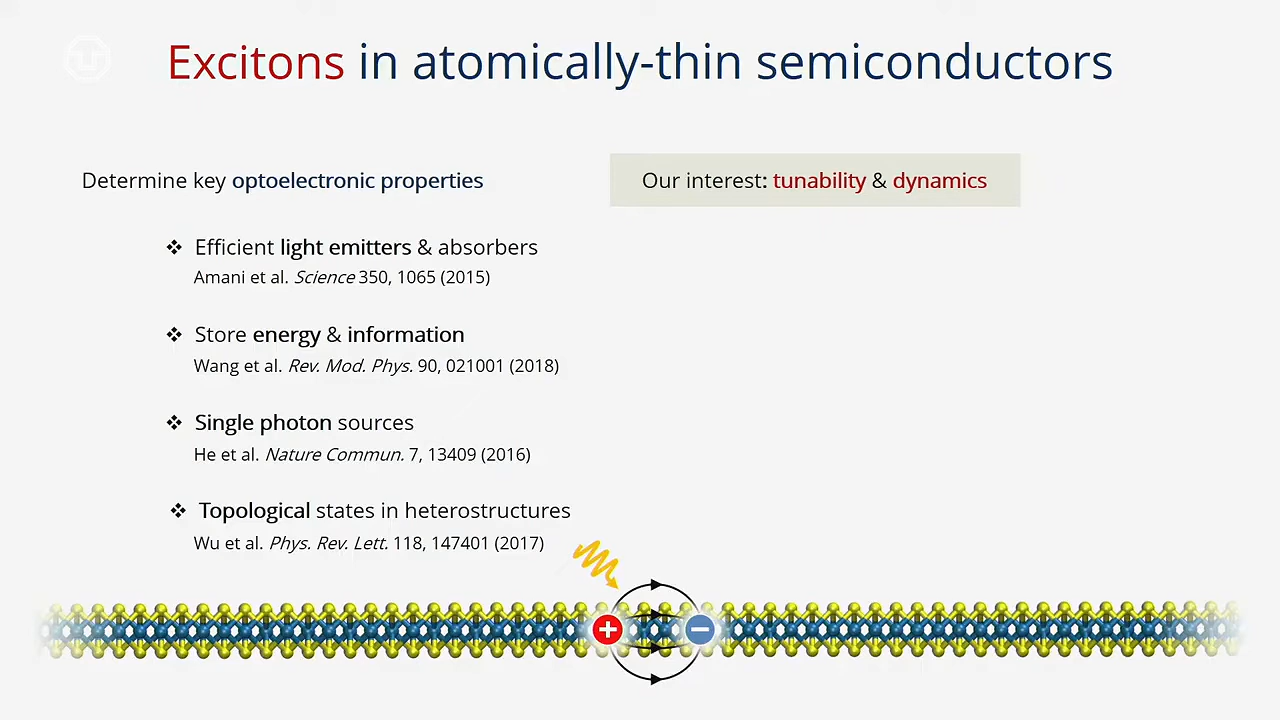 Excitons in atomically-thin semiconductors
Determine key optoelectronic properties
Our interest: tunability & dynamics
❖ Efficient light emitters & absorbers
Amani et al. Science 350, 1065 (2015)
❖ Store energy & information
Wang et al. Rev. Mod. Phys. 90, 021001 (2018)
❖ Single photon sources
He et al. Nature Commun. 7, 13409 (2016)
❖ Topological states in heterostructures
Wu et al. Phys. Rev. Lett. 118, 147401 (2017)
+ −